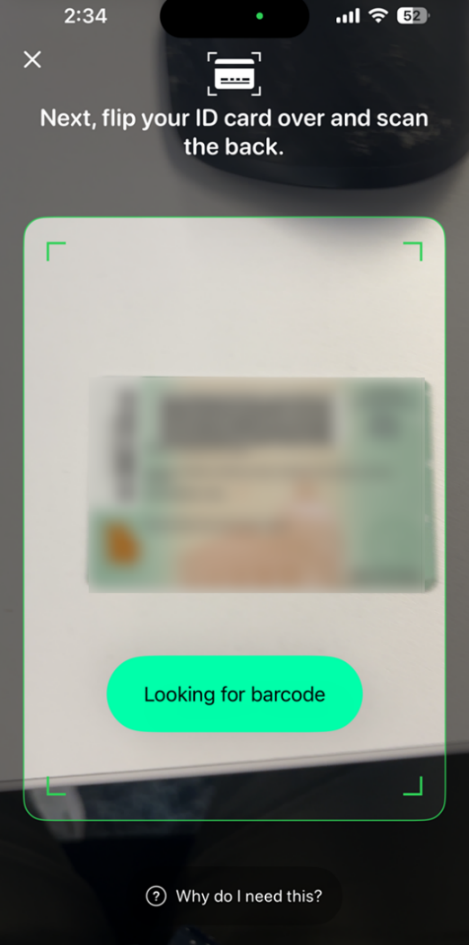 2:34
52
Next, flip your ID card over and scan
the back.
Looking for barcode
? Why do I need this?